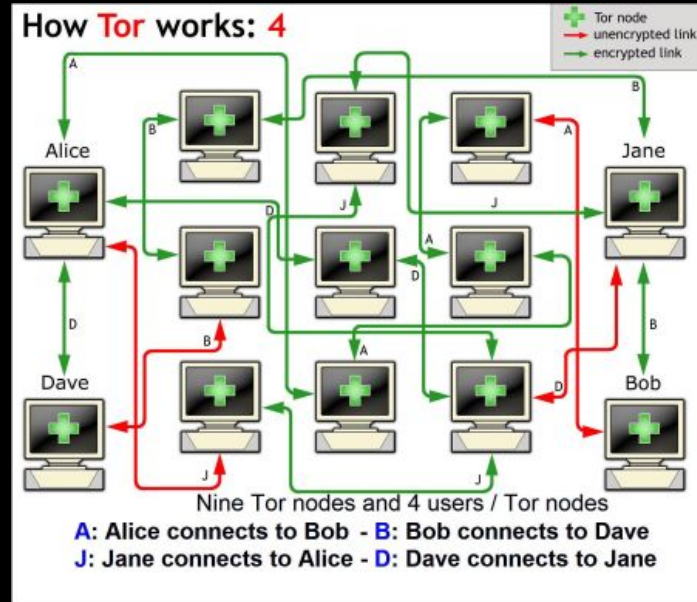 How Tor works: 4
Tor node
unencrypted link
encrypted link
A
B
B
A
Alice
Jane
D
J
J
A
D
D
B
B
A
D
Dave
Bob
J
J
Nine Tor nodes and 4 users / Tor nodes
A: Alice connects to Bob - B: Bob connects to Dave
J: Jane connects to Alice - D: Dave connects to Jane